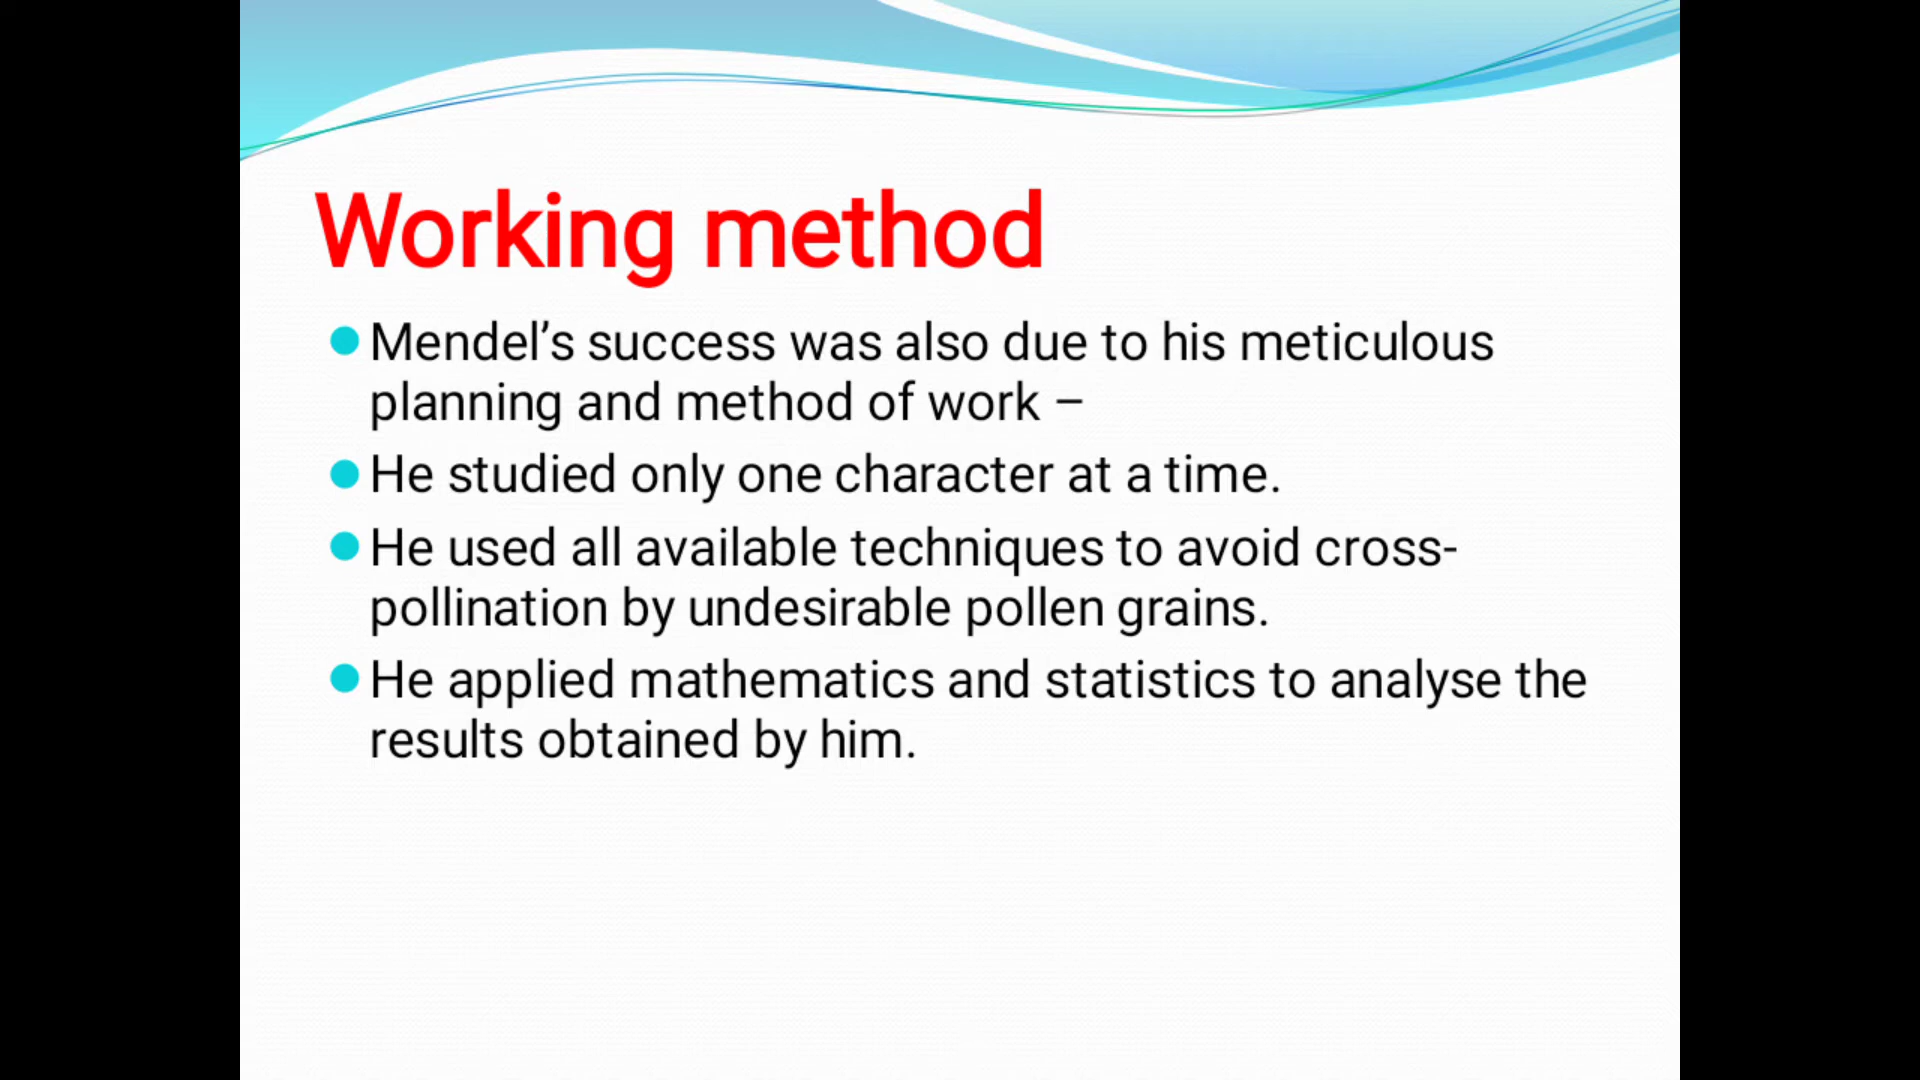 Working method
Mendel’s success was also due to his meticulous
planning and method of work –
He studied only one character at a time.
He used all available techniques to avoid cross-
pollination by undesirable pollen grains.
He applied mathematics and statistics to analyse the
results obtained by him.